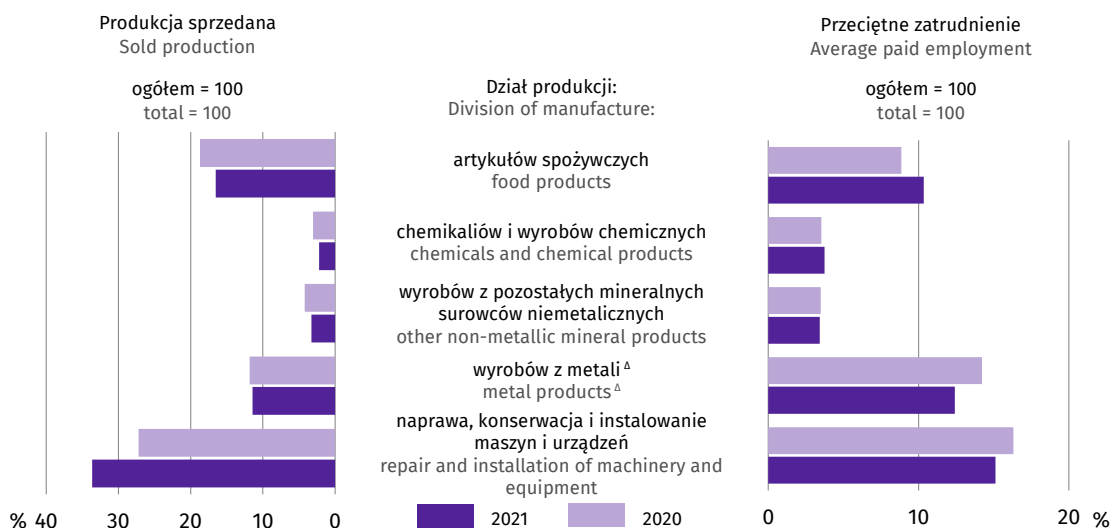 Produkcja sprzedana
Sold production
ogółem = 100
total = 100
Przeciętne zatrudnienie
Average paid employment
ogółem = 100
total = 100
Dział produkcji:
Division of manufacture:
artykułów spożywczych
food products
chemikaliów i wyrobów chemicznych
chemicals and chemical products
wyrobów z pozostałych mineralnych
surowców niemetalicznych
other non-metallic mineral products
wyrobów z metali Δ
metal products Δ
naprawa, konserwacja i instalowanie
maszyn i urządzeń
repair and installation of machinery and
equipment
% 40 30 20 10 0
2021 2020
0 10 20 %